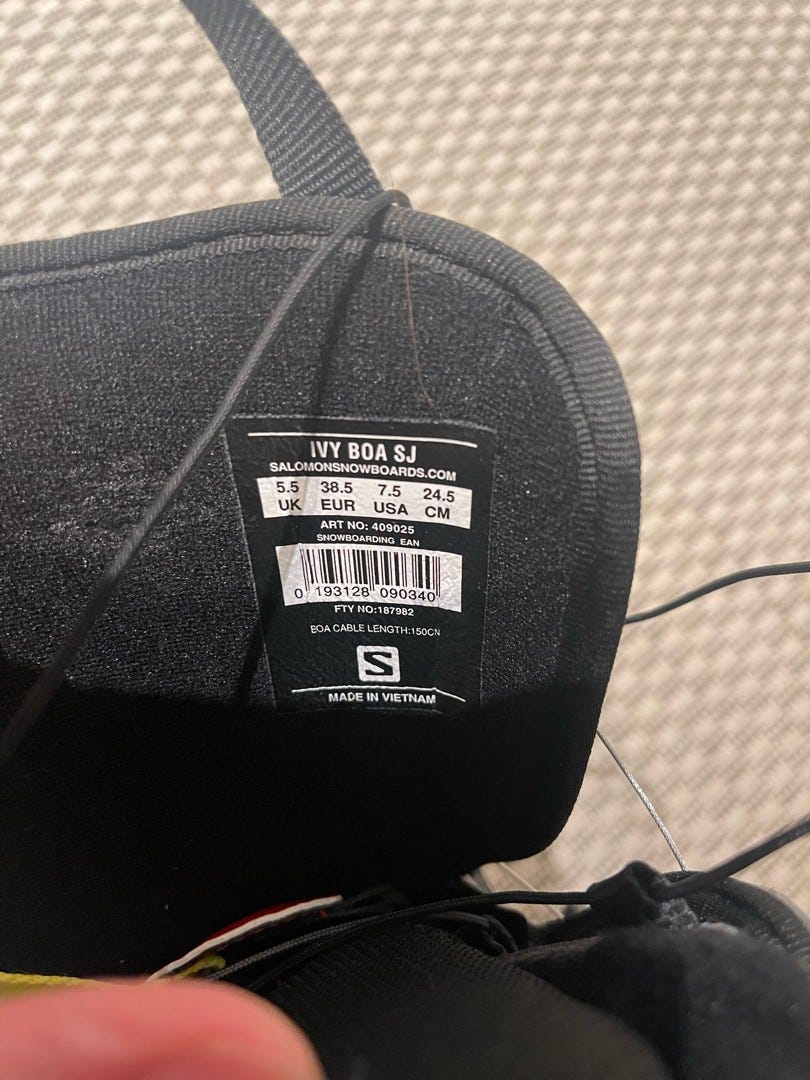 IVY BOA SJ
SALOMONSNOWBOARDS.COM
5.5 38.5 7.5 24.5
UK EUR USA CM
ART NO: 409025
SNOWBOARDING EAN
0 193128 090340
FTY NO:187982
BOA CABLE LENGTH:150CN
S
MADE IN VIETNAM